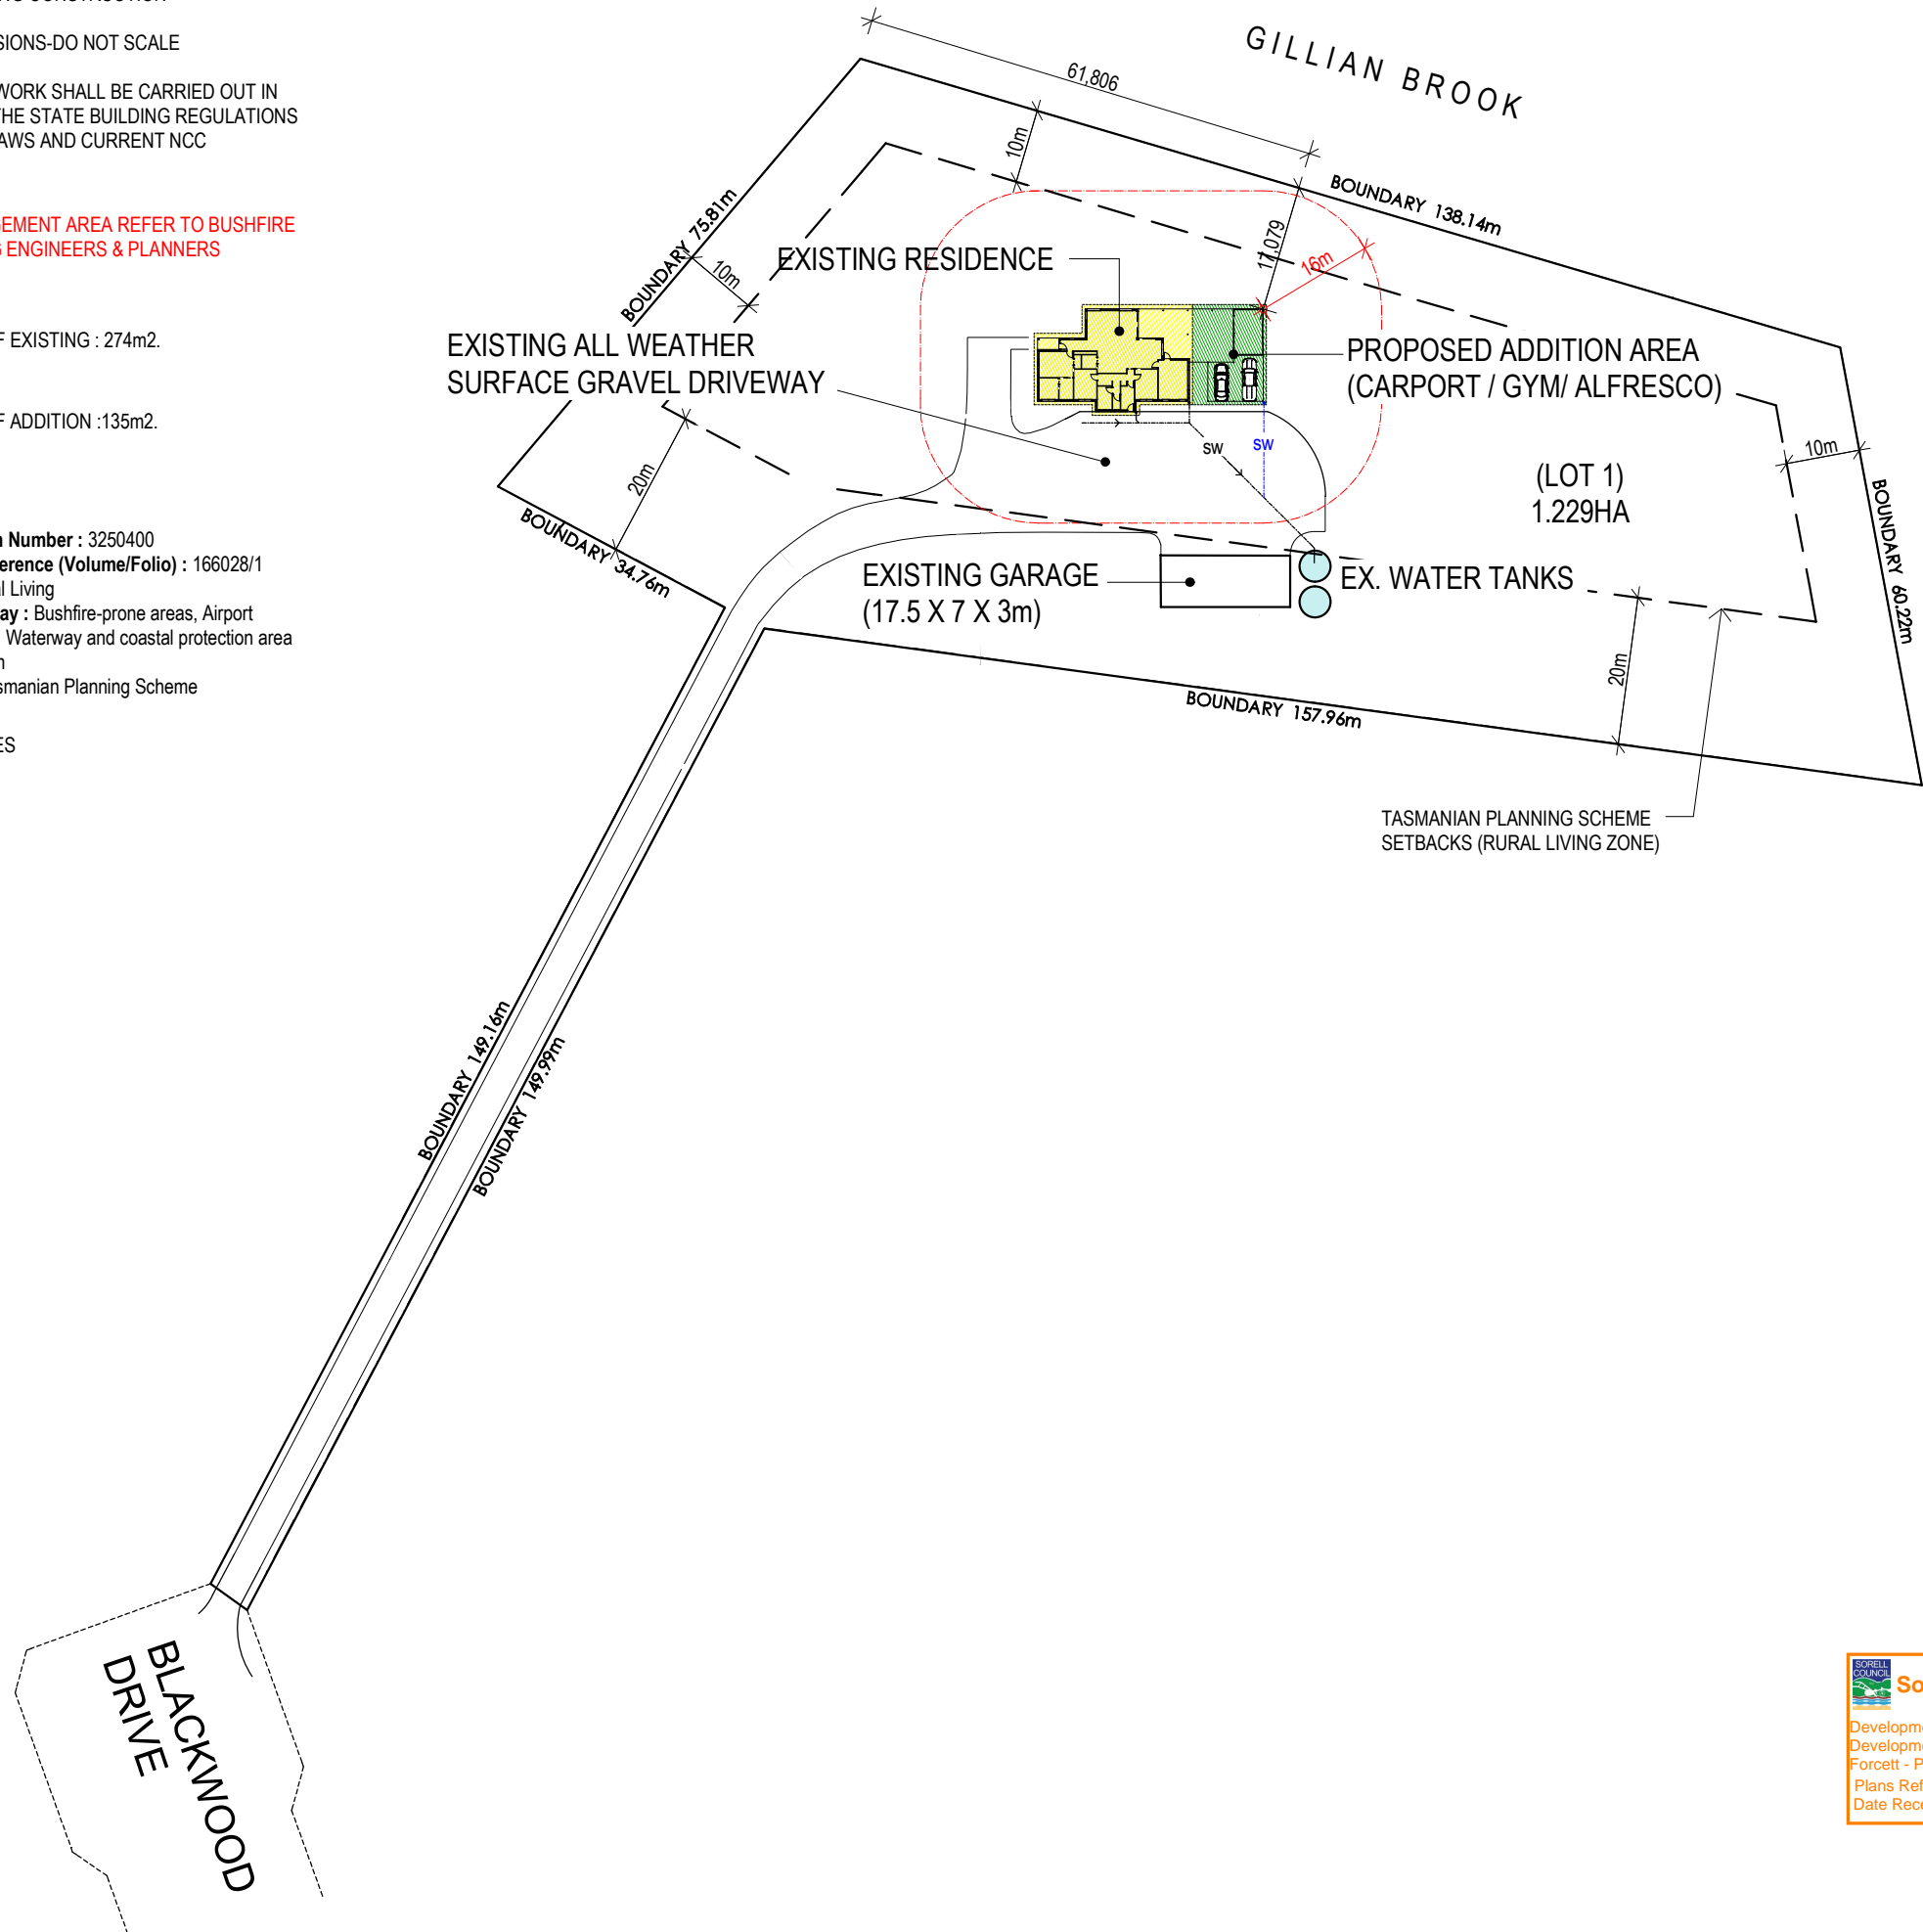 SIONS-DO NOT SCALE
WORK SHALL BE CARRIED OUT IN
THE STATE BUILDING REGULATIONS
AWS AND CURRENT NCC
GEMENT AREA REFER TO BUSHFIRE
G ENGINEERS & PLANNERS
F EXISTING : 274m2.
F ADDITION :135m2.
n Number : 3250400
erence (Volume/Folio) : 166028/1
al Living
ay : Bushfire-prone areas, Airport
Waterway and coastal protection area
n
smanian Planning Scheme
ES
GILLIAN BROOK
61,806
10m
BOUNDARY 138.14m
BOUNDARY 75.81m
10m
17,079
16m
EXISTING RESIDENCE
EXISTING ALL WEATHER
SURFACE GRAVEL DRIVEWAY
PROPOSED ADDITION AREA
(CARPORT / GYM/ ALFRESCO)
SW
SW
10m
(LOT 1)
1.229HA
20m
BOUNDARY 34.76m
BOUNDARY 60.22m
EXISTING GARAGE
(17.5 X 7 X 3m)
EX. WATER TANKS
20m
BOUNDARY 157.96m
TASMANIAN PLANNING SCHEME
SETBACKS (RURAL LIVING ZONE)
BOUNDARY 149.16m
BOUNDARY 149.99m
BLACKWOOD
DRIVE
SORELL
COUNCIL
So
Developme
Developme
Forcett - P
Plans Ref
Date Rece